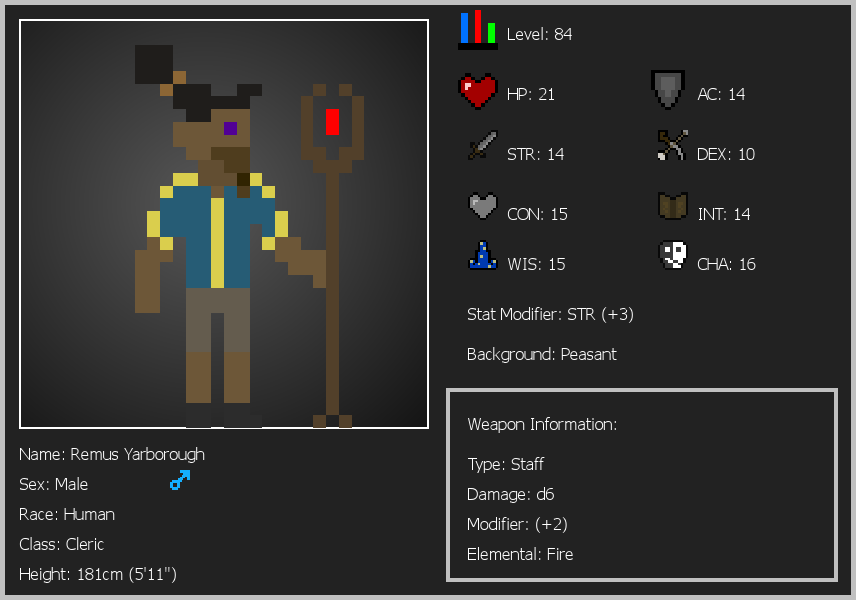 Level: 84
HP: 21
AC: 14
STR: 14
DEX: 10
CON: 15
INT: 14
WIS: 15
CHA: 16
Stat Modifier: STR (+3)
Background: Peasant
Weapon Information:
Type: Staff
Damage: d6
Modifier: (+2)
Elemental: Fire
Name: Remus Yarborough
Sex: Male
Race: Human
Class: Cleric
Height: 181cm (5'11")